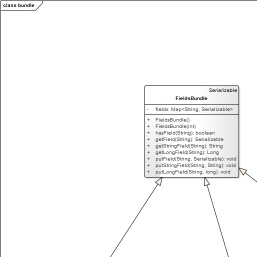 class bundle
Serializable
FieldsBundle
- fields: Map<String, Serializable>
+ FieldsBundle()
+ FieldsBundle(int)
+ hasField(String): boolean
+ getField(String): Serializable
+ getStringField(String): String
+ getLongField(String): Long
+ putField(String, Serializable): void
+ putStringField(String, String): void
+ putLongField(String, long): void